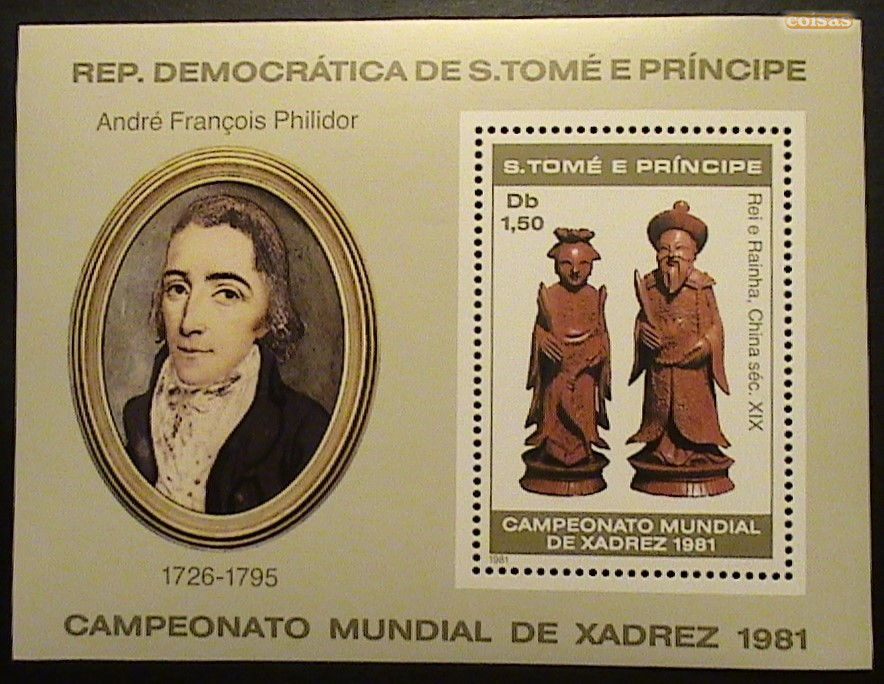 coisas
REP. DEMOCRÁTICA DE S.TOMÉ E PRÍNCIPE
André François Philidor
1726-1795
S.TOMÉ E PRÍNCIPE
Db
1,50
Rei e Rainha, China séc. XIX
CAMPEONATO MUNDIAL
DE XADREZ 1981
1981
CAMPEONATO MUNDIAL DE XADREZ 1981